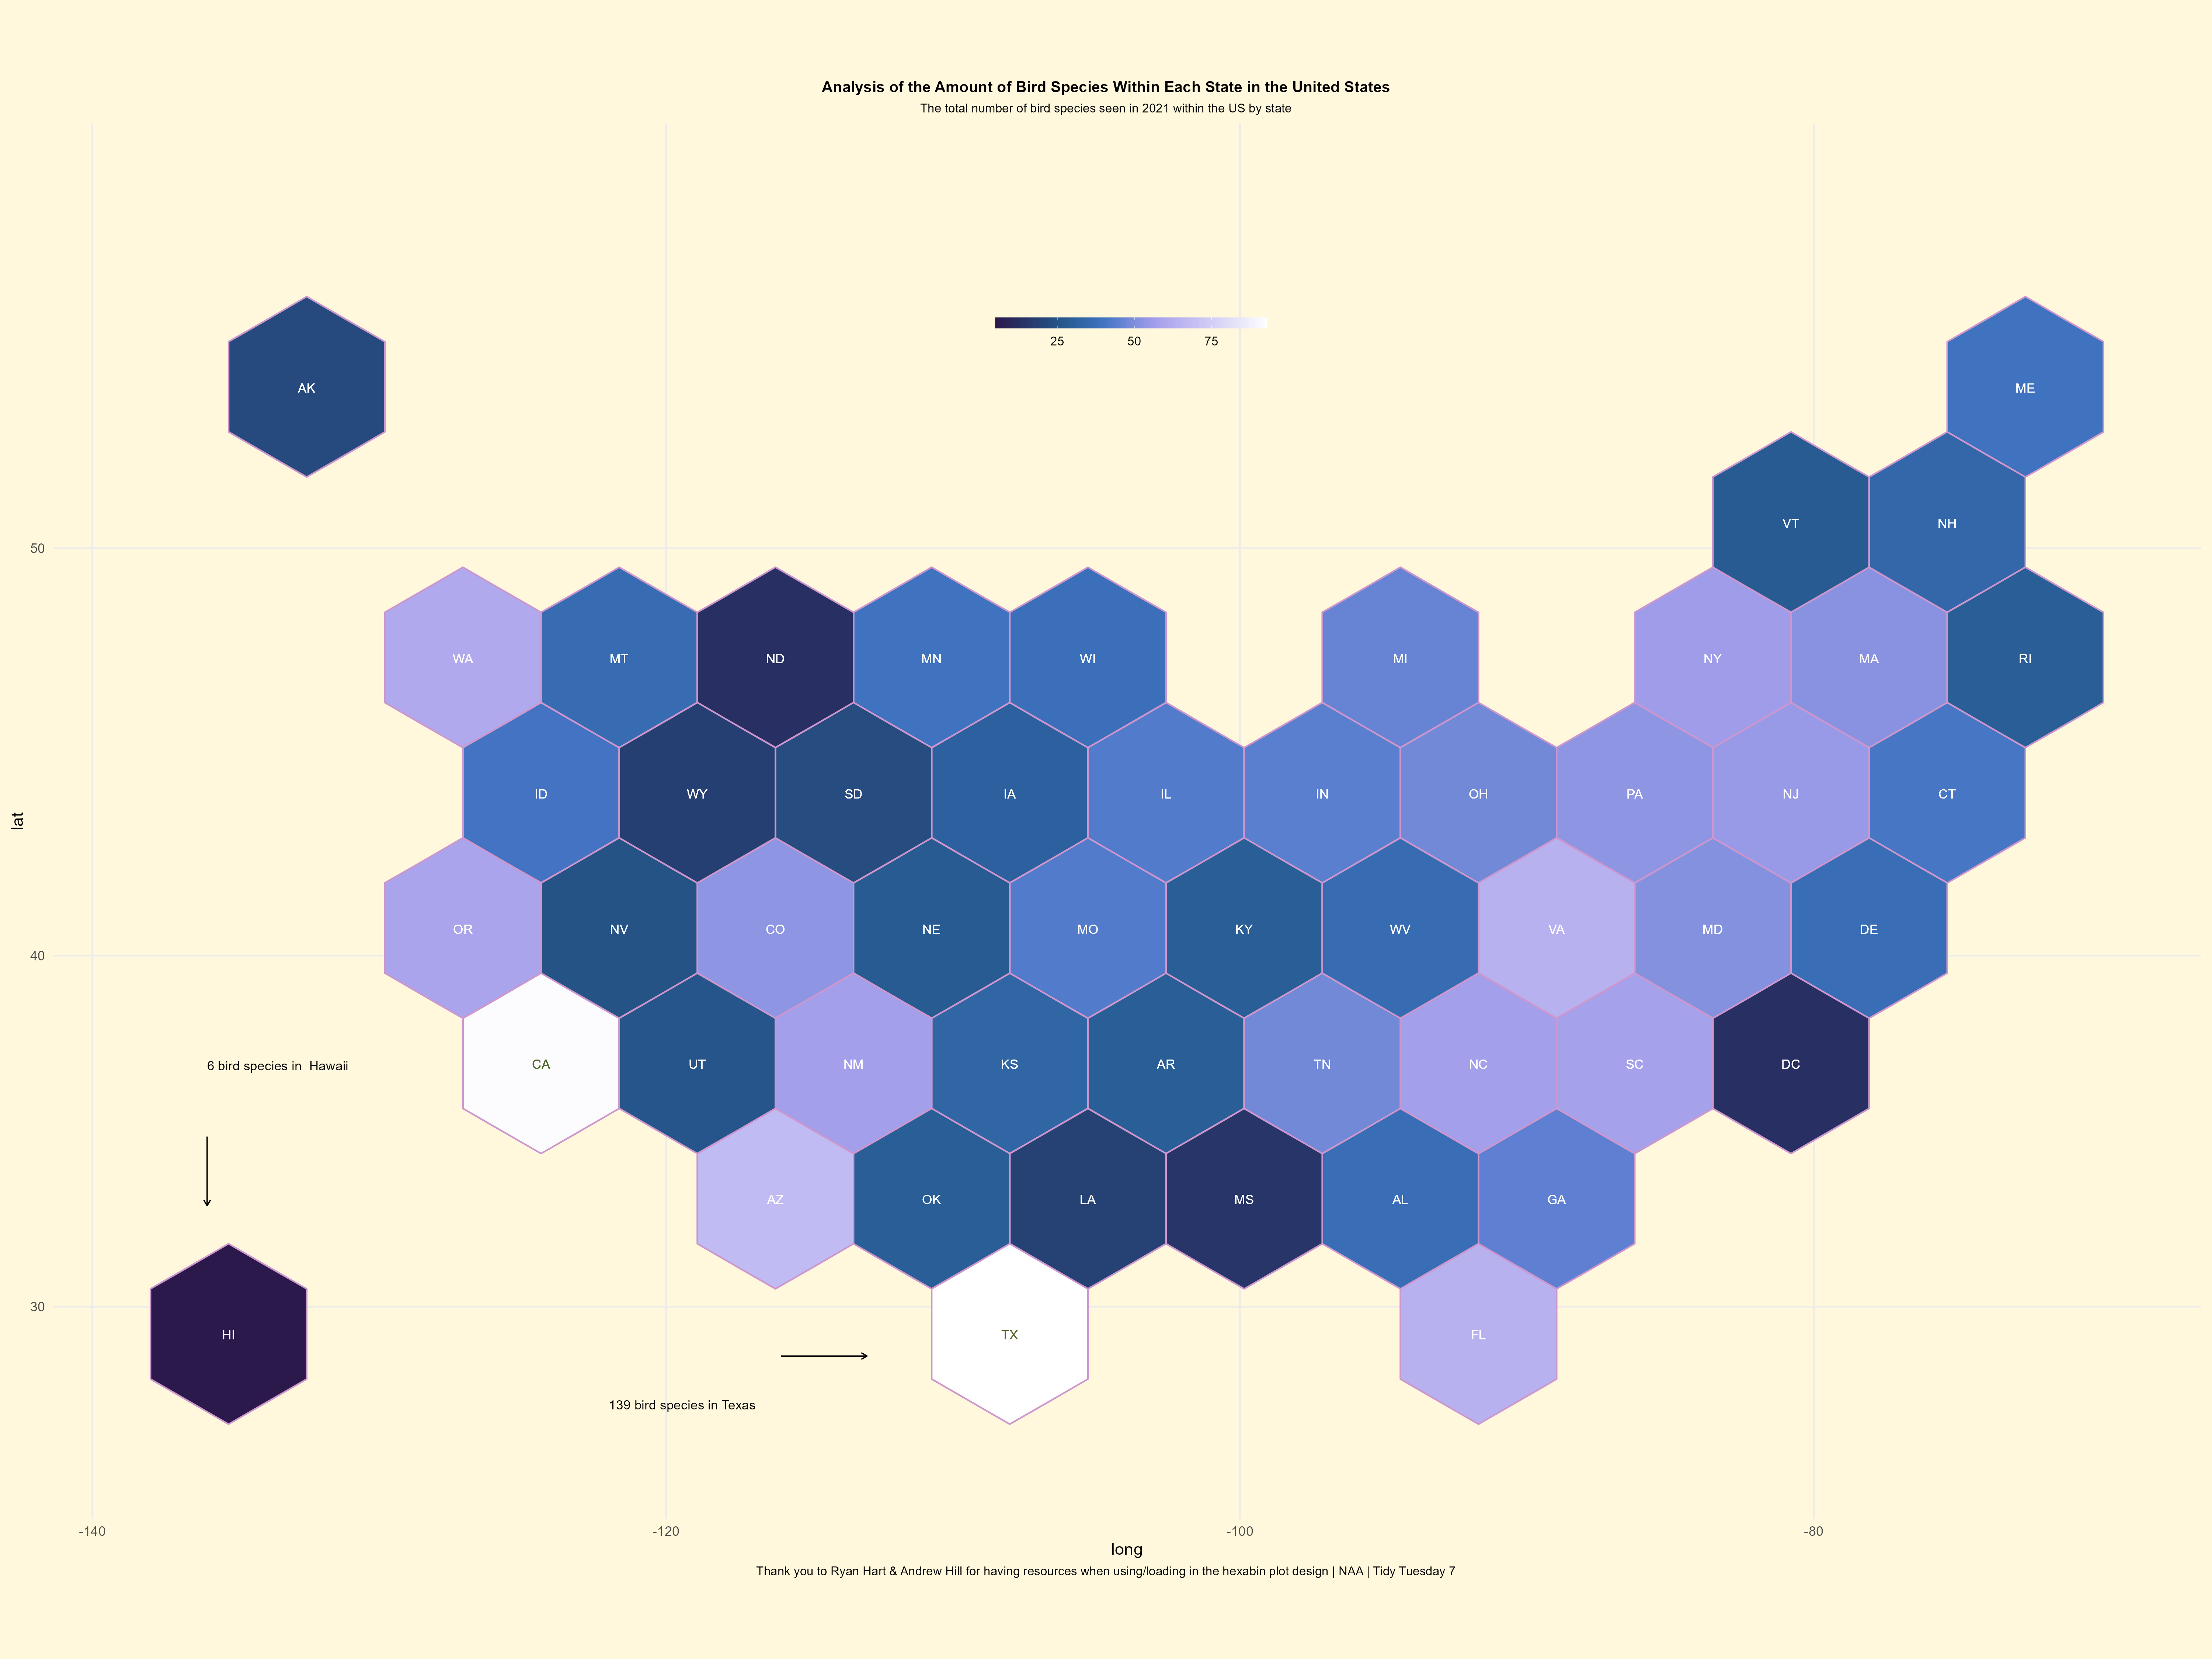 Analysis of the Amount of Bird Species Within Each State in the United States
The total number of bird species seen in 2021 within the US by state
25 50 75
AK ME
VT NH
50
WA MT ND MN WI MI NY MA RI
ID WY SD IA IL IN OH PA NJ CT
lat
OR NV CO NE MO KY WV VA MD DE
40
CA UT NM KS AR TN NC SC DC
6 bird species in  Hawaii
AZ OK LA MS AL GA
30
HI TX FL
139 bird species in Texas
-140 -120 -100 -80
long
Thank you to Ryan Hart & Andrew Hill for having resources when using/loading in the hexabin plot design | NAA | Tidy Tuesday 7